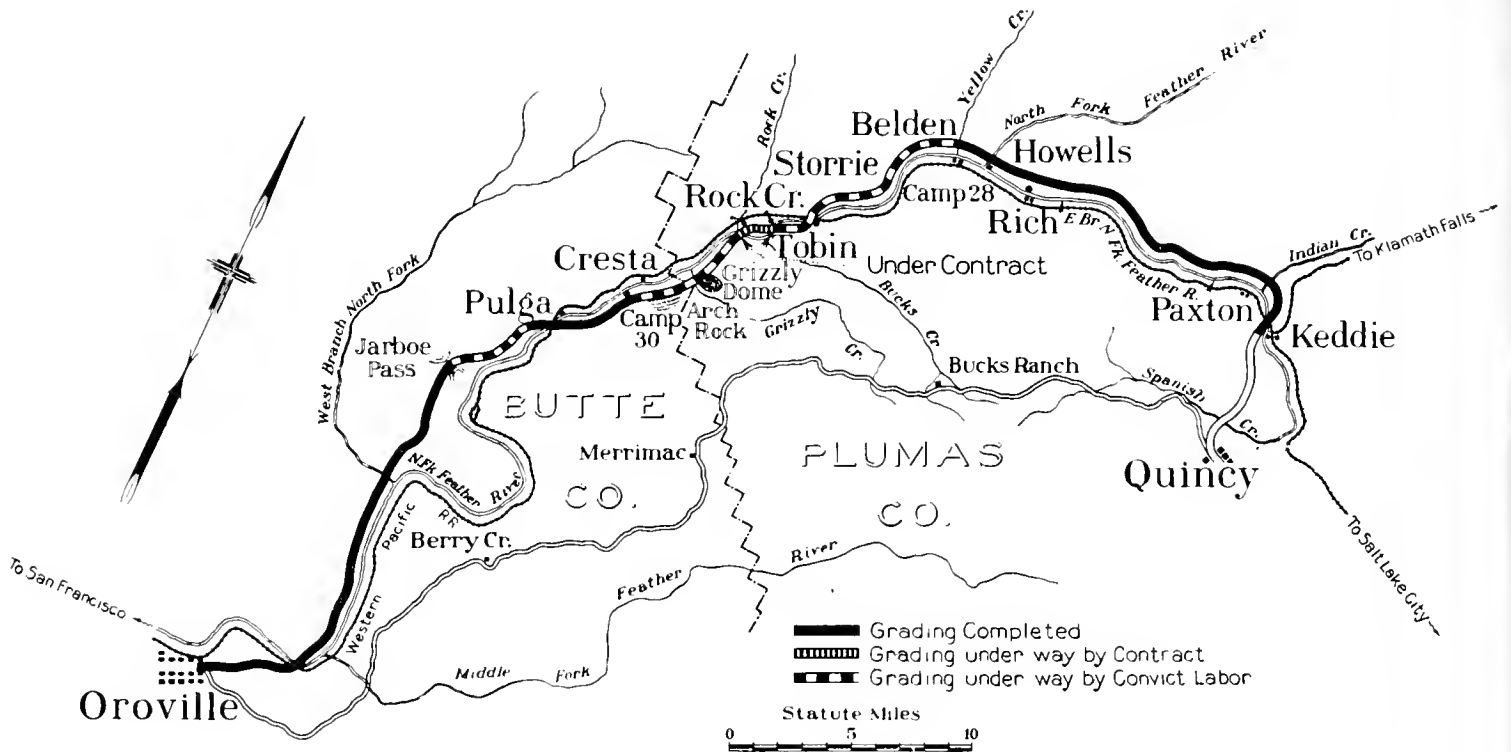 Cr.
Yellow
Rock Cr.
North Fork Feather River
Belden
Howells
Storrie
Camp 28
Rock Cr.
Rich
E Br. N Fk Feather R.
Tobin
Under Contract
Indian Cr.
To Klamath Falls
Cresta
Grizzly
Dome
Paxton
Keddie
Pulga
Camp
30
Arch
Rock
Bucks
Cr
Grizzly
Cr.
West Branch North Fork
Jarboe
Pass
Bucks Ranch
Spanish
Cr.
BUTTE
CO.
Merrimac
PLUMAS
CO.
Quincy
N.Fk Feather River
Western Pacific RR
Berry Cr.
To San Francisco
Feather River
Middle Fork
To Salt Lake City
Oroville
Grading Completed
Grading under way by Contract
Grading under way by Convict Labor
Statute Miles
0 5 10